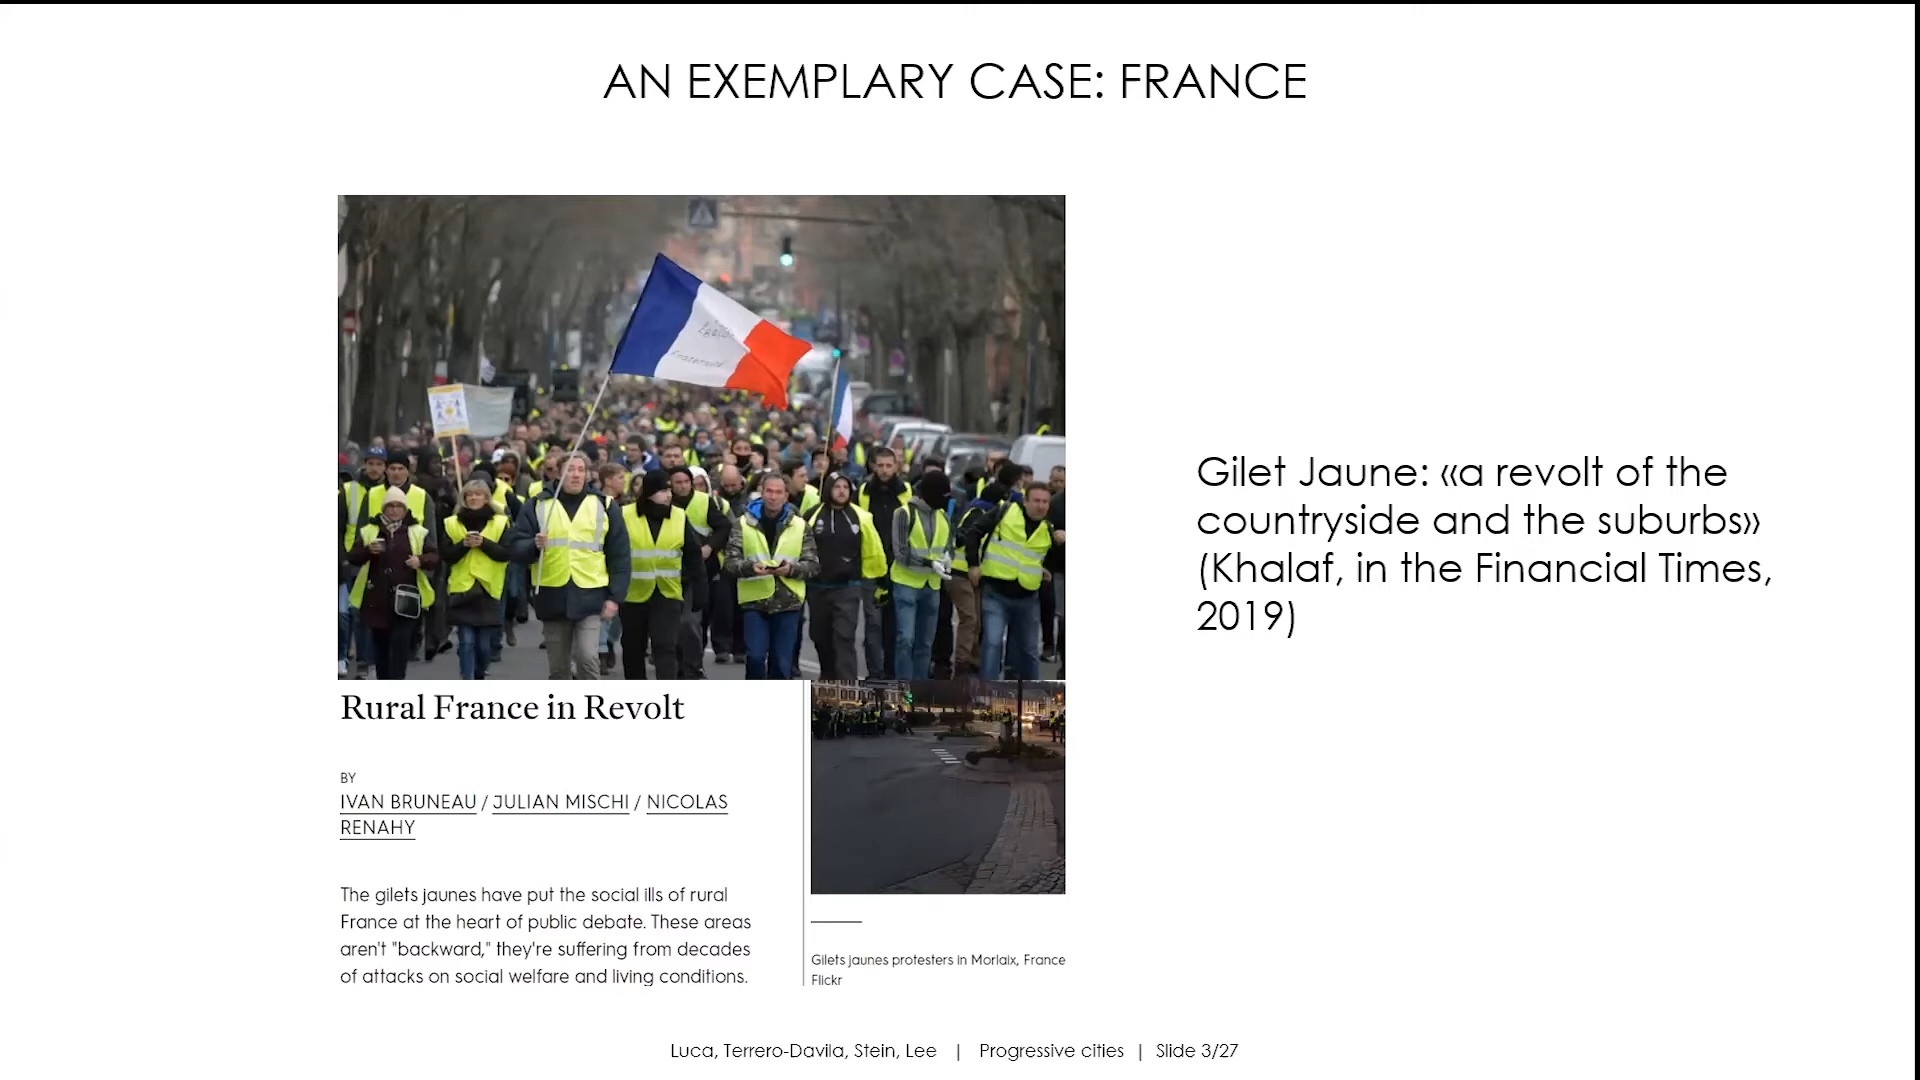 AN EXEMPLARY CASE: FRANCE
Gilet Jaune: «a revolt of the
countryside and the suburbs»
(Khalaf, in the Financial Times,
2019)
Rural France in Revolt
BY
IVAN BRUNEAU / JULIAN MISCHI / NICOLAS
RENAHY
The gilets jaunes have put the social ills of rural
France at the heart of public debate. These areas
aren't "backward," they're suffering from decades
of attacks on social welfare and living conditions.
Gilets jaunes protesters in Morlaix, France
Flickr
Luca, Terrero-Davila, Stein, Lee | Progressive cities | Slide 3/27